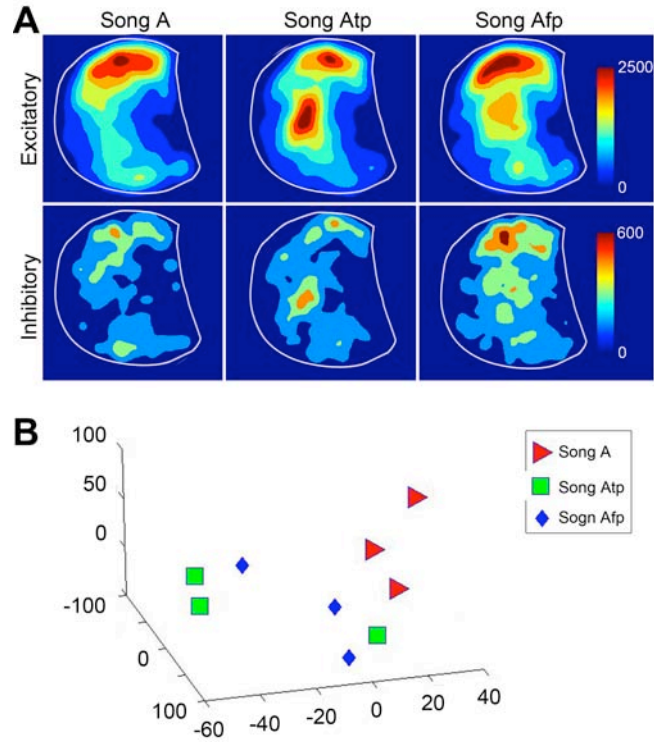 A
Song A Song Atp Song Afp
Excitatory
2500
0
Inhibitory
600
0
B
100
50
0
-100
0
100
-60 -40 -20 0 20 40
Song A
Song Atp
Sogn Afp